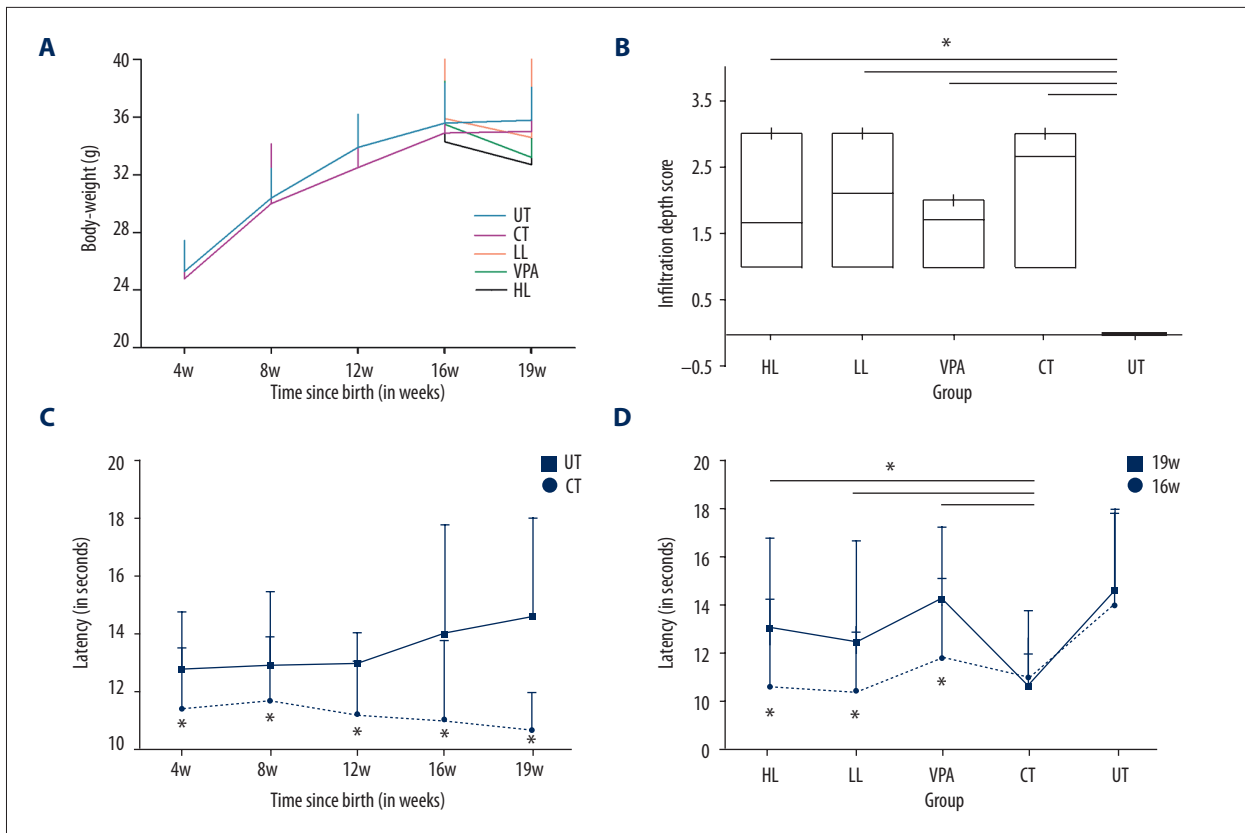 A
40
36
32
28
24
20
Body-weight (g)
UT
CT
LL
VPA
HL
4w 8w 12w 16w 19w
Time since birth (in weeks)
B
*
3.5
2.5
1.5
0.5
−0.5
Infiltration depth score
HL LL VPA CT UT
Group
C
20
18
16
14
12
10
Latency (in seconds)
UT
CT
* * * * *
4w 8w 12w 16w 19w
Time since birth (in weeks)
D
20
18
16
14
12
10
0
Latency (in seconds)
*
19w
16w
* * *
HL LL VPA CT UT
Group